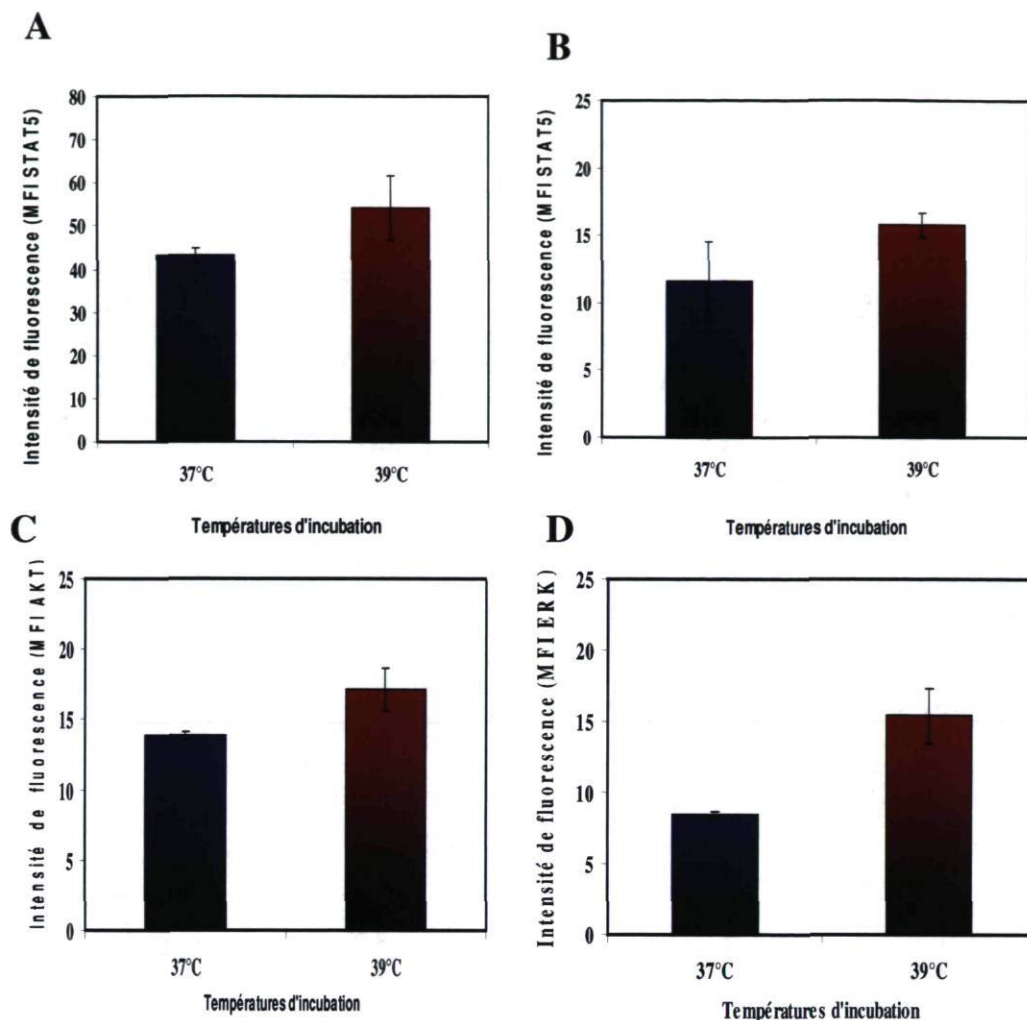 A
Intensité de fluorescence (MFI STAT5)
80
70
60
50
40
30
20
10
0
37°C
39°C
Températures d'incubation
B
Intensité de fluorescence (MFI STAT5)
25
20
15
10
5
0
37°C
39°C
Températures d'incubation
C
Intensité de fluorescence (MFI AKT)
25
20
15
10
5
0
37°C
39°C
Températures d'incubation
D
Intensité de fluorescence (MFI ERK)
25
20
15
10
5
0
37°C
39°C
Températures d'incubation